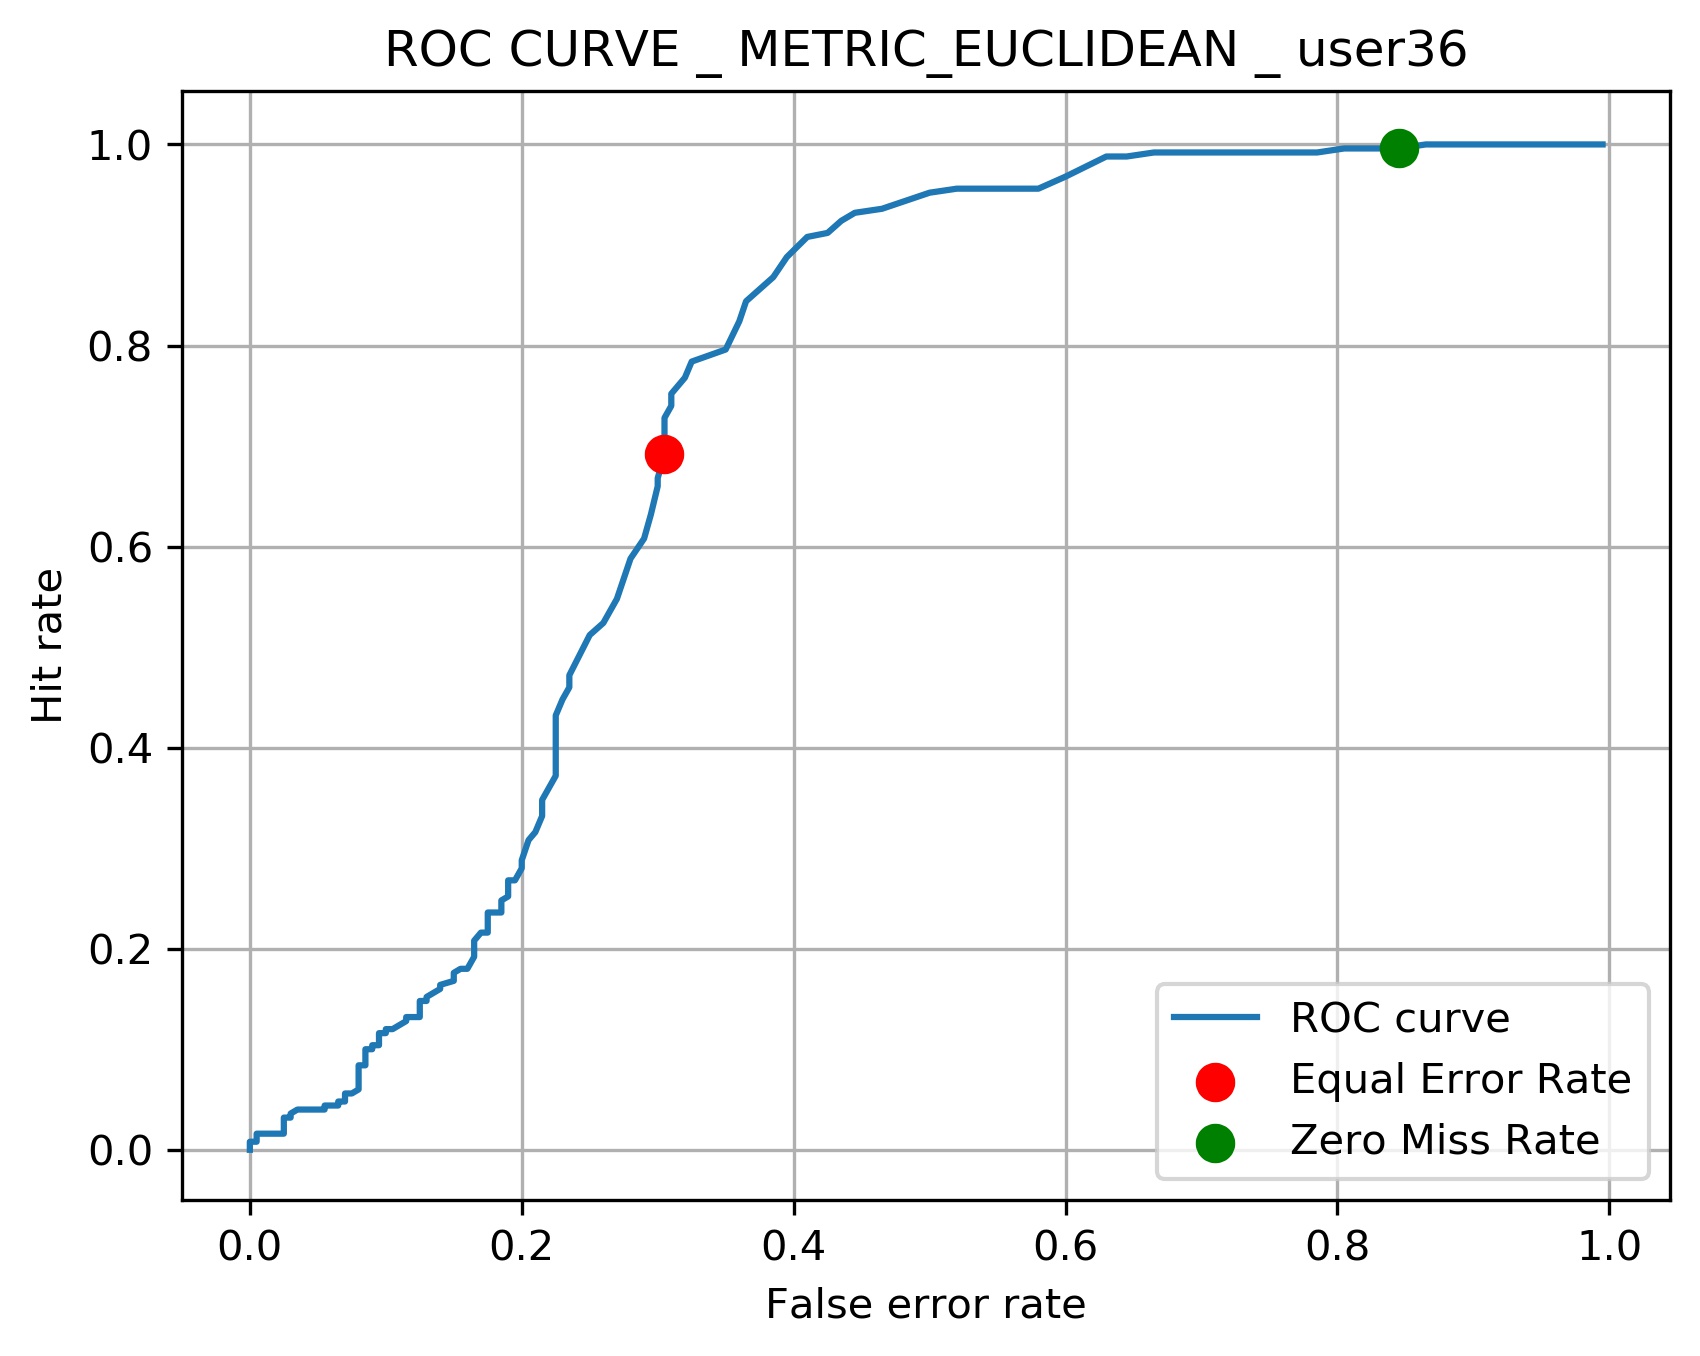 ROC CURVE _ METRIC_EUCLIDEAN _ user36
1.0
0.8
0.6
0.4
0.2
0.0
Hit rate
ROC curve
Equal Error Rate
Zero Miss Rate
0.0 0.2 0.4 0.6 0.8 1.0
False error rate